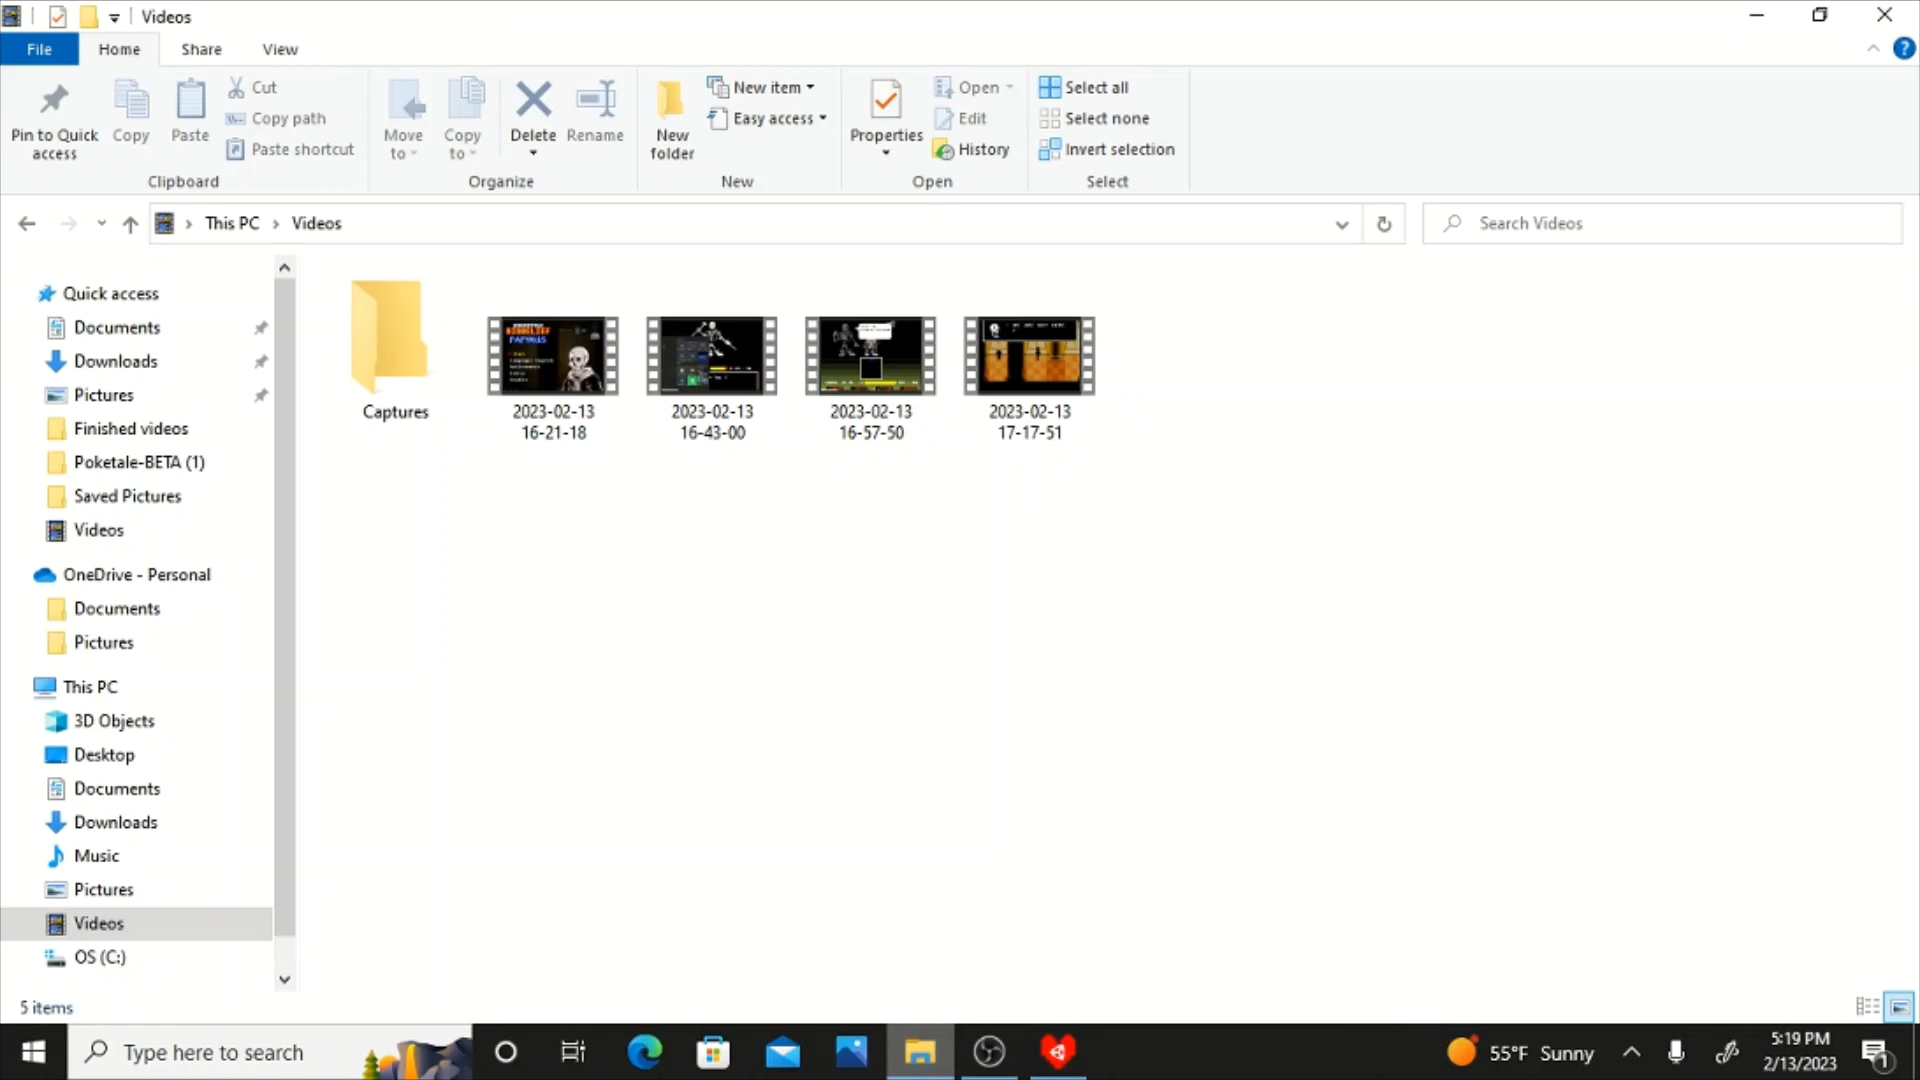 Videos
File
Home
Share
View
Pin to Quick
access
Copy
Paste
Cut
Copy path
Paste shortcut
Clipboard
Move
to
Copy
to
Delete
Rename
Organize
New
folder
New item
Easy access
New
Properties
Open
Edit
History
Open
Select all
Select none
Invert selection
Select
This PC
Videos
Search Videos
Quick access
Documents
Downloads
Pictures
Finished videos
Poketale-BETA (1)
Saved Pictures
Videos
OneDrive - Personal
Documents
Pictures
This PC
3D Objects
Desktop
Documents
Downloads
Music
Pictures
Videos
OS (C:)
Captures
2023-02-13
16-21-18
2023-02-13
16-43-00
2023-02-13
16-57-50
2023-02-13
17-17-51
5 items
Type here to search
55°F Sunny
5:19 PM
2/13/2023
1